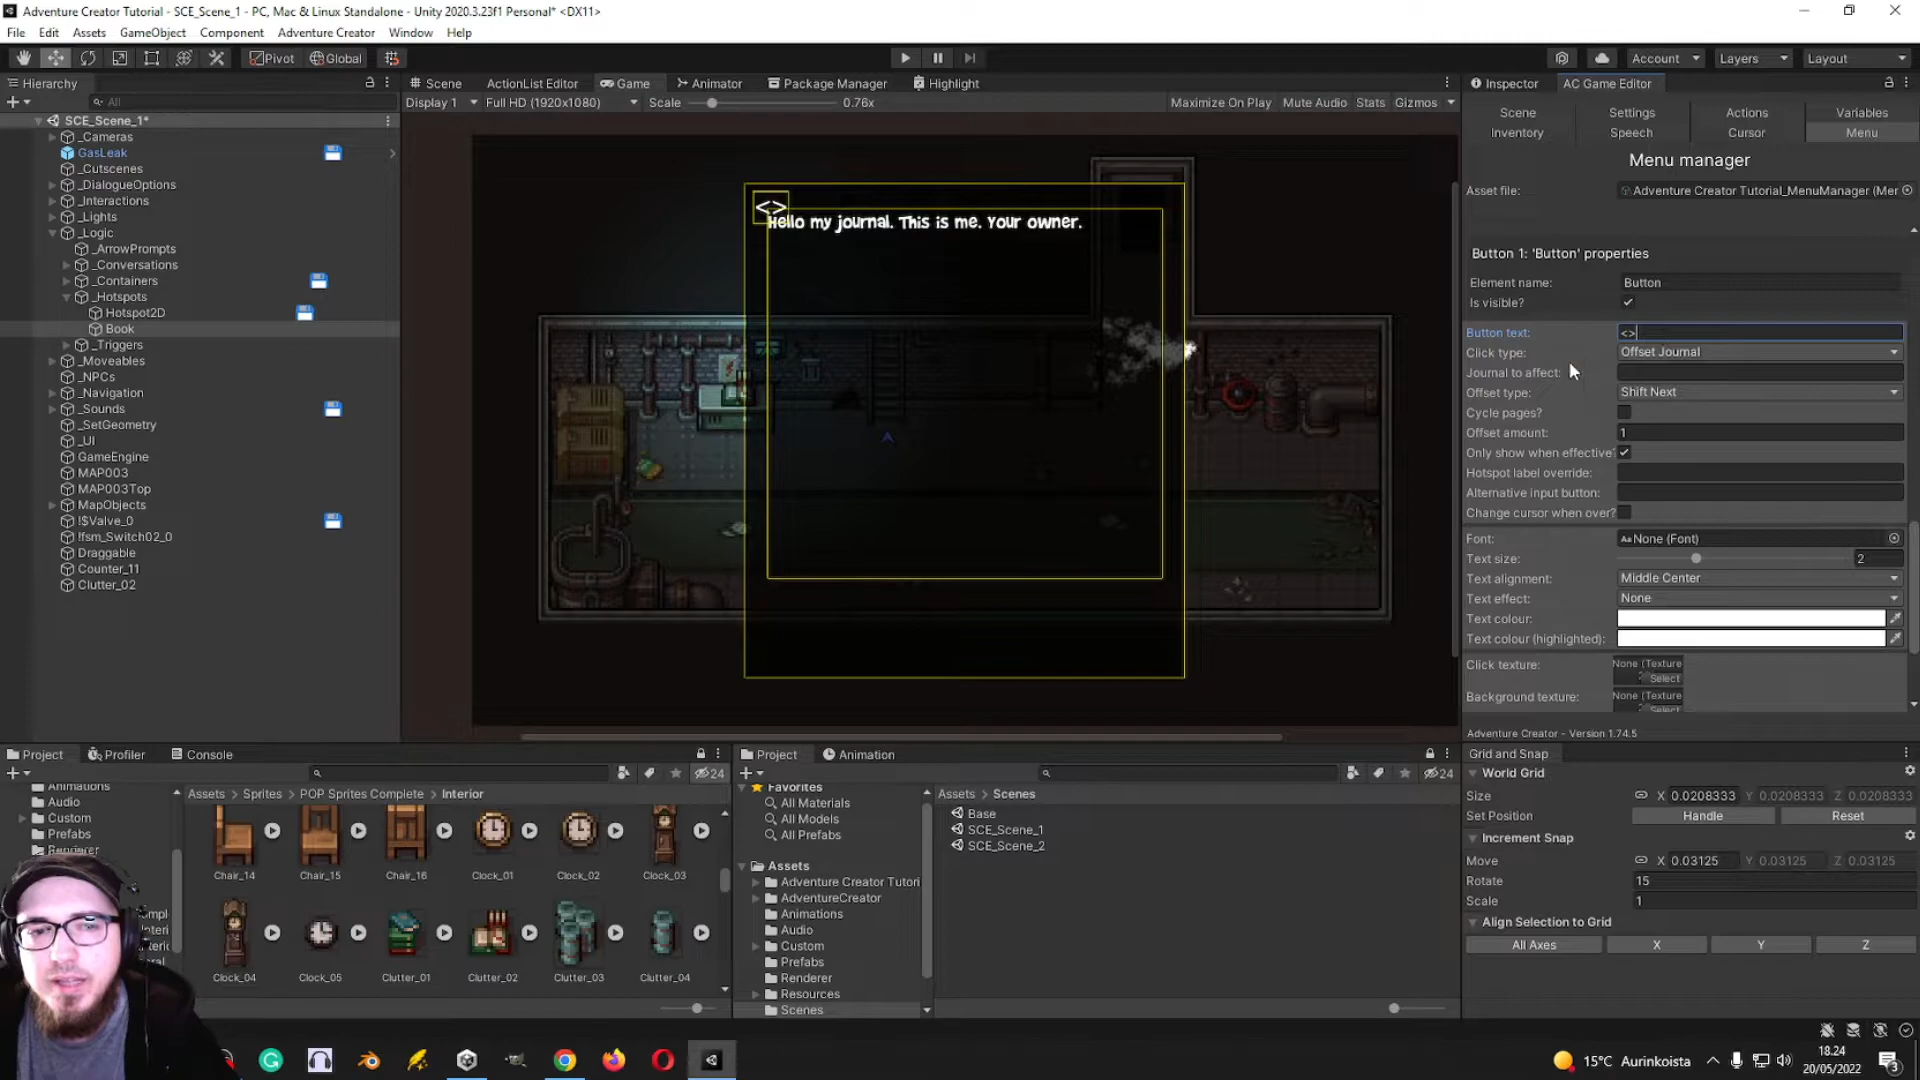 Adventure Creator Tutorial - SCE_Scene_1 - PC, Mac & Linux Standalone - Unity 2020.3.23f1 Personal* <DX11>
File Edit Assets GameObject Component Adventure Creator Window Help
Pivot Global Account Layers Layout
Hierarchy
All
SCE_Scene_1*
_Cameras
GasLeak
_Cutscenes
_DialogueOptions
_Interactions
_Lights
_Logic
_ArrowPrompts
_Conversations
_Containers
_Hotspots
Hotspot2D
Book
_Triggers
_Moveables
_NPCs
_Navigation
_Sounds
_SetGeometry
_UI
GameEngine
MAP003
MAP003Top
MapObjects
!$Valve_0
!fsm_Switch02_0
Draggable
Counter_11
Clutter_02
Scene ActionList Editor Game Animator Package Manager Highlight
Display 1 Full HD (1920x1080) Scale 0.76x Maximize On Play Mute Audio Stats Gizmos
<>
Hello my journal. This is me. Your owner.
Inspector AC Game Editor
Scene Settings Actions Variables
Inventory Speech Cursor Menu
Menu manager
Asset file: Adventure Creator Tutorial_MenuManager (Mer
Button 1: 'Button' properties
Element name: Button
Is visible?
Button text: <>
Click type: Offset Journal
Journal to affect:
Offset type: Shift Next
Cycle pages?
Offset amount: 1
Only show when effective?
Hotspot label override:
Alternative input button:
Change cursor when over?
Font: Aa None (Font)
Text size: 2
Text alignment: Middle Center
Text effect: None
Text colour:
Text colour (highlighted):
Click texture: None (Texture
Select
Background texture: None (Texture
Select
Adventure Creator - Version 1.74.5
Grid and Snap
World Grid
Size X 0.0208333 Y 0.0208333 Z 0.0208333
Set Position Handle Reset
Increment Snap
Move X 0.03125 Y 0.03125 Z 0.03125
Rotate 15
Scale 1
Align Selection to Grid
All Axes X Y Z
Project Profiler Console
24
Animations
Audio
Custom
Prefabs
Renderer
Assets > Sprites > POP Sprites Complete > Interior
Chair_14 Chair_15 Chair_16 Clock_01 Clock_02 Clock_03
Clock_04 Clock_05 Clutter_01 Clutter_02 Clutter_03 Clutter_04
Project Animation
24
Favorites
All Materials
All Models
All Prefabs
Assets
Adventure Creator Tutori
AdventureCreator
Animations
Audio
Custom
Prefabs
Renderer
Resources
Scenes
Assets > Scenes
Base
SCE_Scene_1
SCE_Scene_2
15°C Aurinkoista
18.24
20/05/2022
3